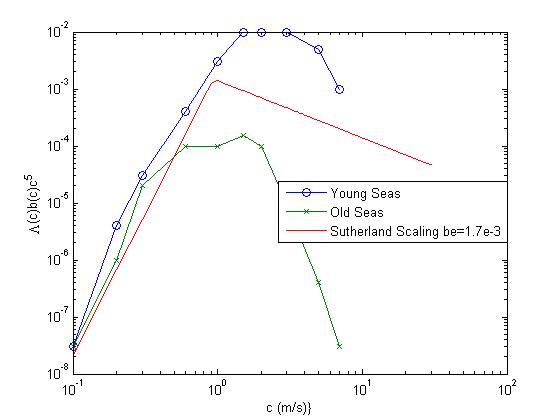 10^-2
10^-3
10^-4
10^-5
10^-6
10^-7
10^-8
Λ(c)b(c)c^5
Young Seas
Old Seas
Sutherland Scaling be=1.7e-3
10^-1 10^0 10^1 10^2
c (m/s)}